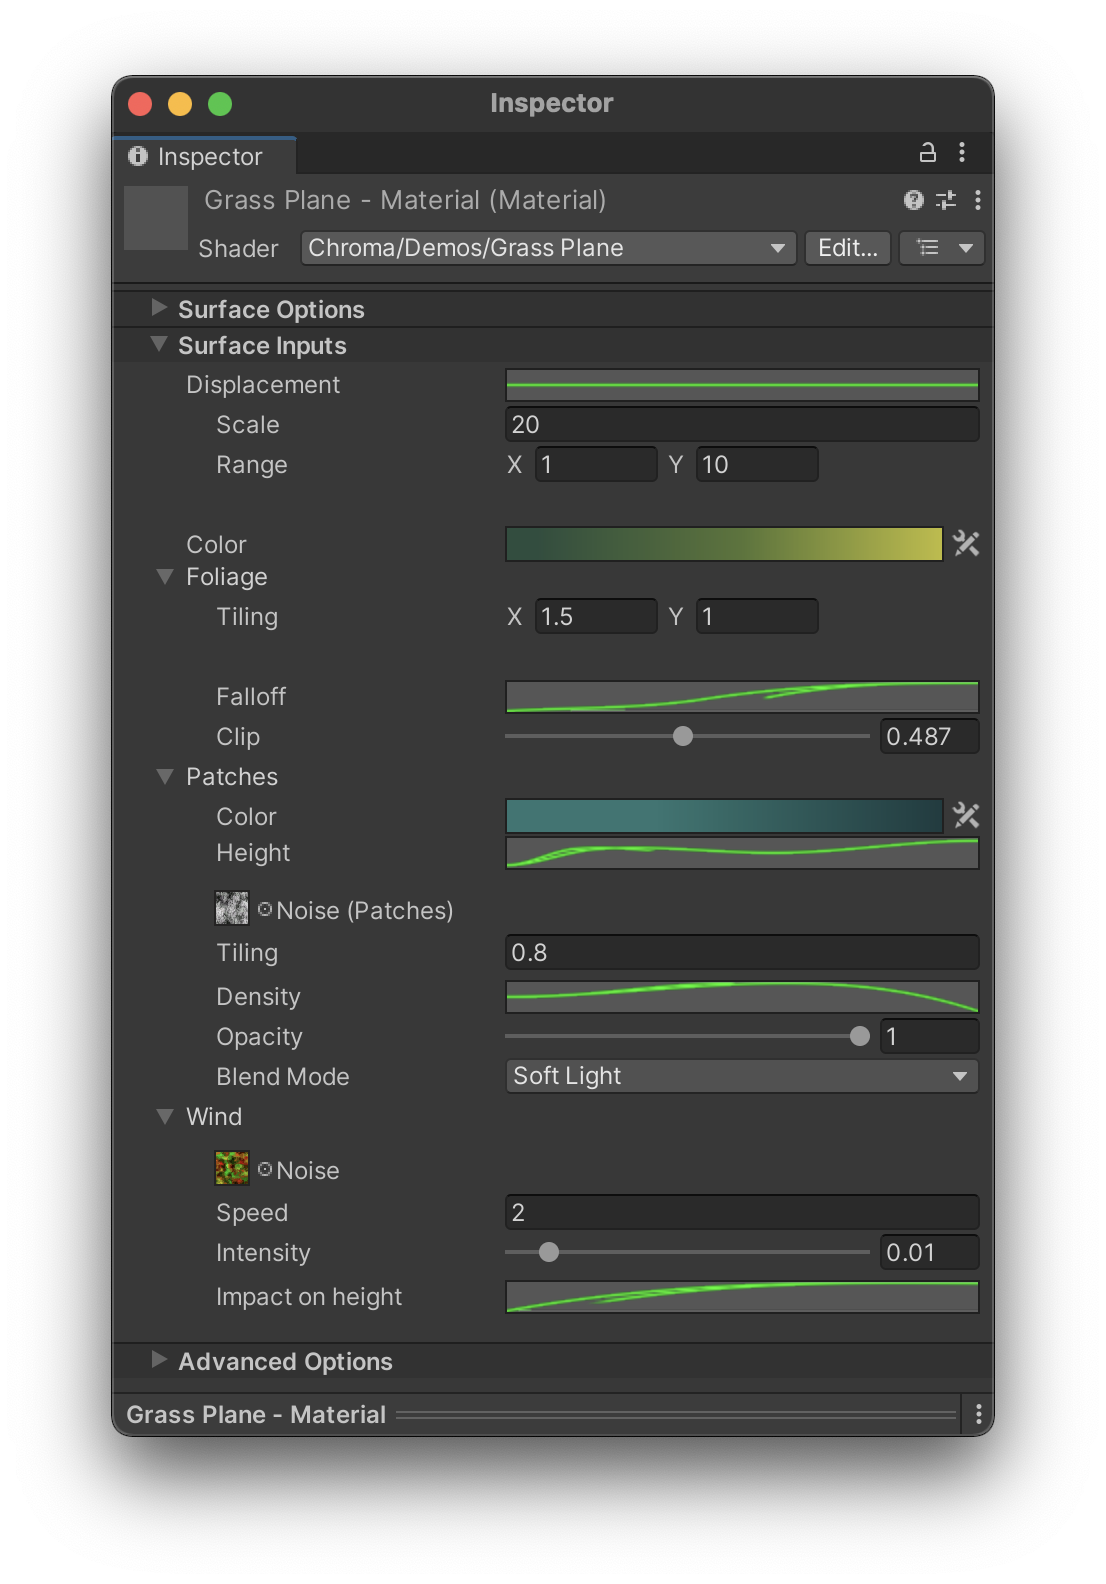 Inspector
Inspector
Grass Plane - Material (Material)
Shader Chroma/Demos/Grass Plane Edit...
Surface Options
Surface Inputs
Displacement
Scale 20
Range X 1 Y 10
Color
Foliage
Tiling X 1.5 Y 1
Falloff
Clip 0.487
Patches
Color
Height
Noise (Patches)
Tiling 0.8
Density
Opacity 1
Blend Mode Soft Light
Wind
Noise
Speed 2
Intensity 0.01
Impact on height
Advanced Options
Grass Plane - Material